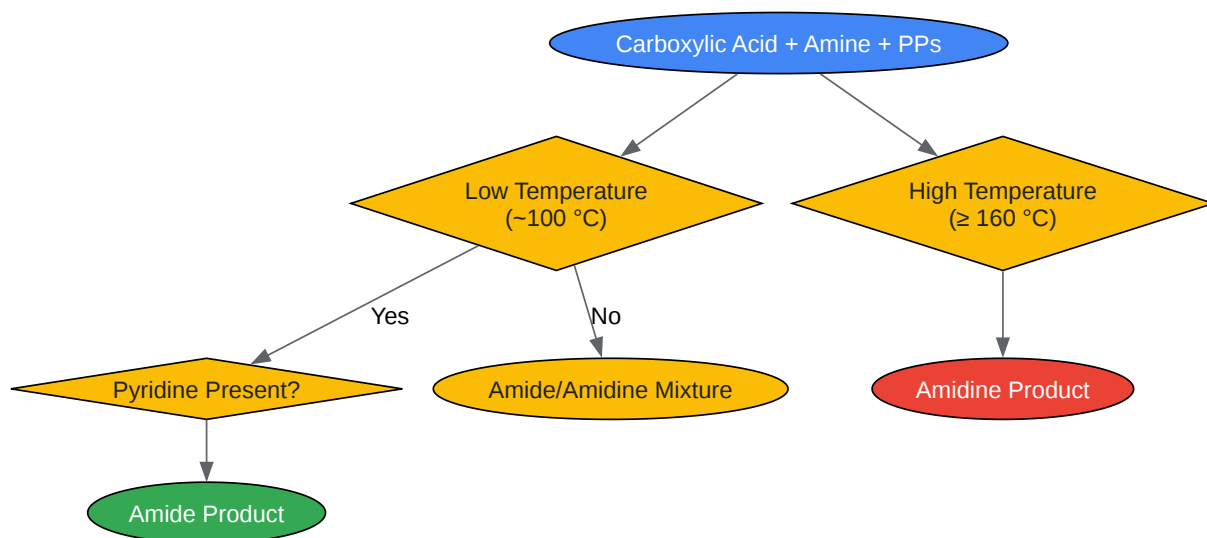 Carboxylic Acid + Amine + PPs
Low Temperature
(~100 °C)
High Temperature
(≥ 160 °C)
Yes
No
Pyridine Present?
Amide/Amidine Mixture
Amidine Product
Amide Product